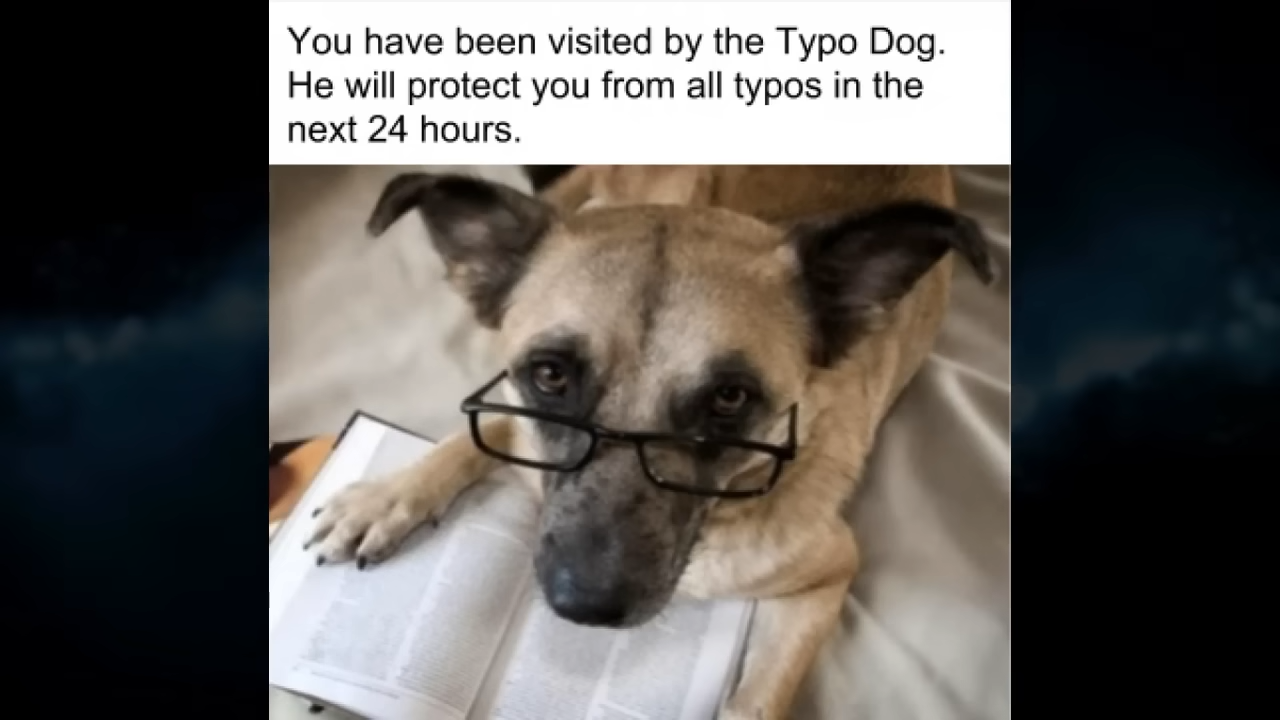 You have been visited by the Typo Dog.
He will protect you from all typos in the
next 24 hours.